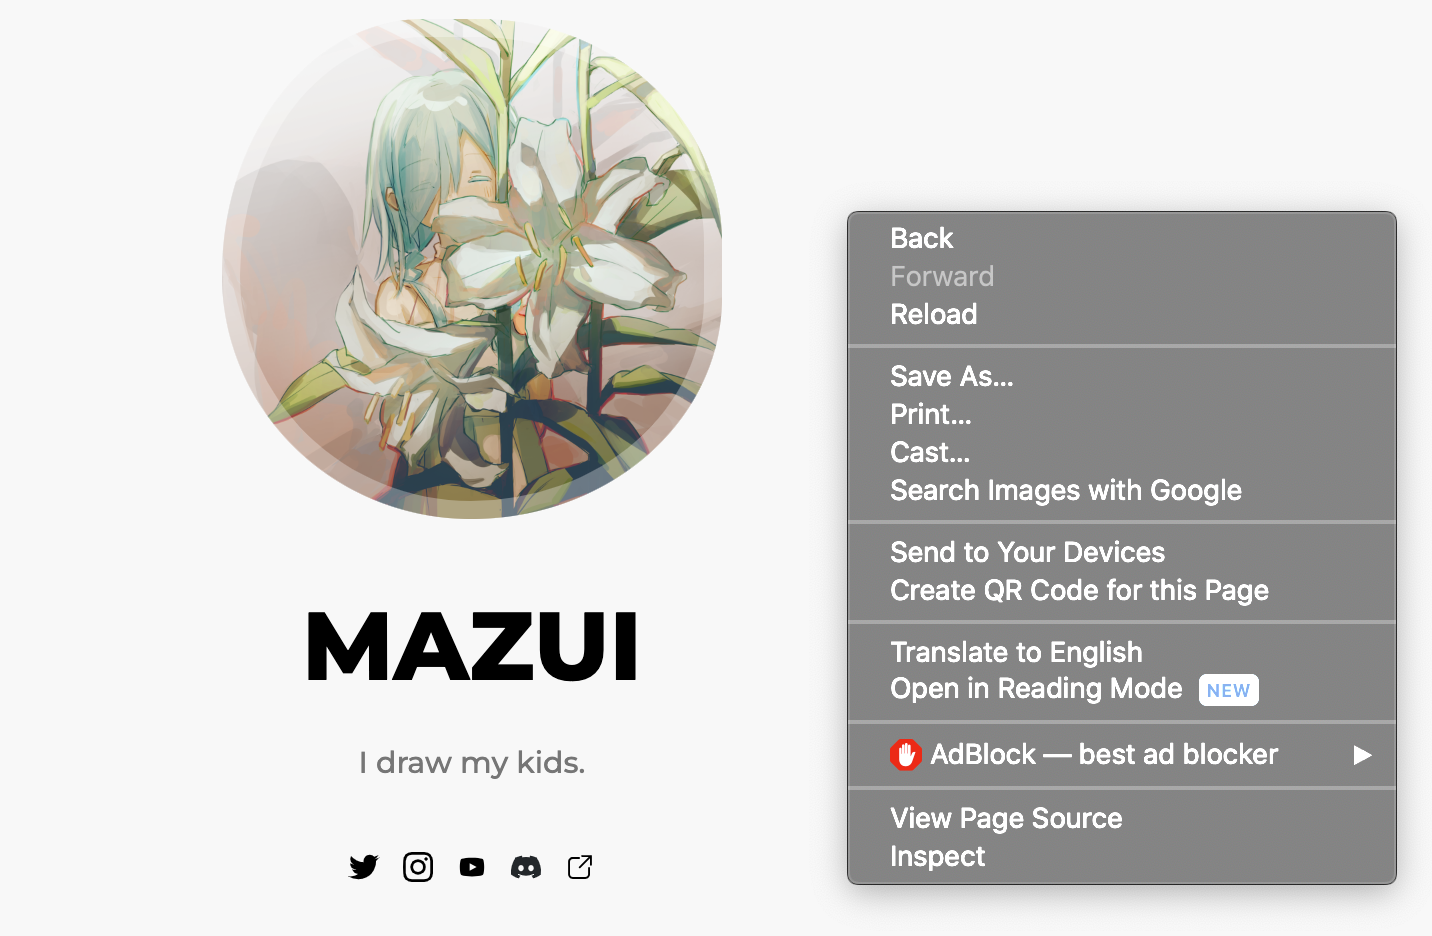 MAZUI
I draw my kids.
Back
Forward
Reload
Save As...
Print...
Cast...
Search Images with Google
Send to Your Devices
Create QR Code for this Page
Translate to English
Open in Reading Mode NEW
AdBlock — best ad blocker
View Page Source
Inspect